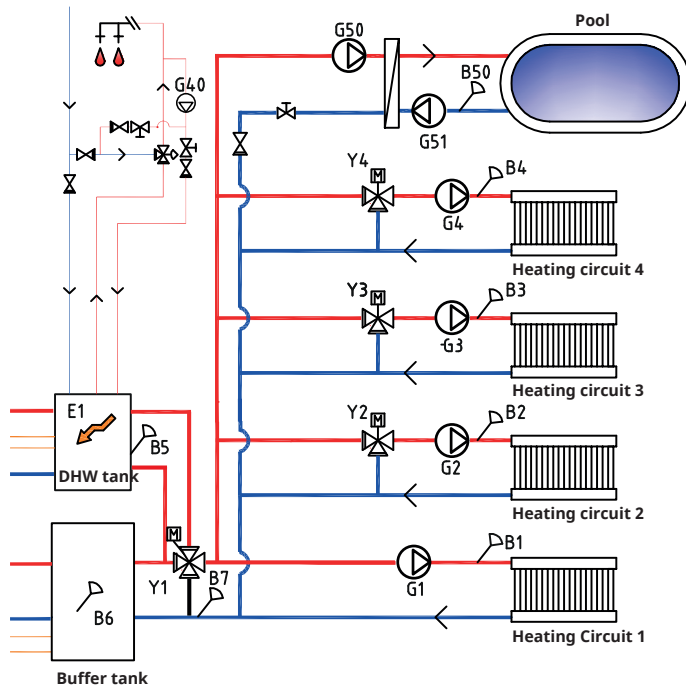 Pool
G50
B50
G40
G51
Y4
M
B4
G4
Heating circuit 4
Y3
M
B3
-G3
Heating circuit 3
E1
Y2
M
B2
B5
G2
DHW tank
Heating circuit 2
M
B1
Y1
B7
G1
B6
Heating Circuit 1
Buffer tank